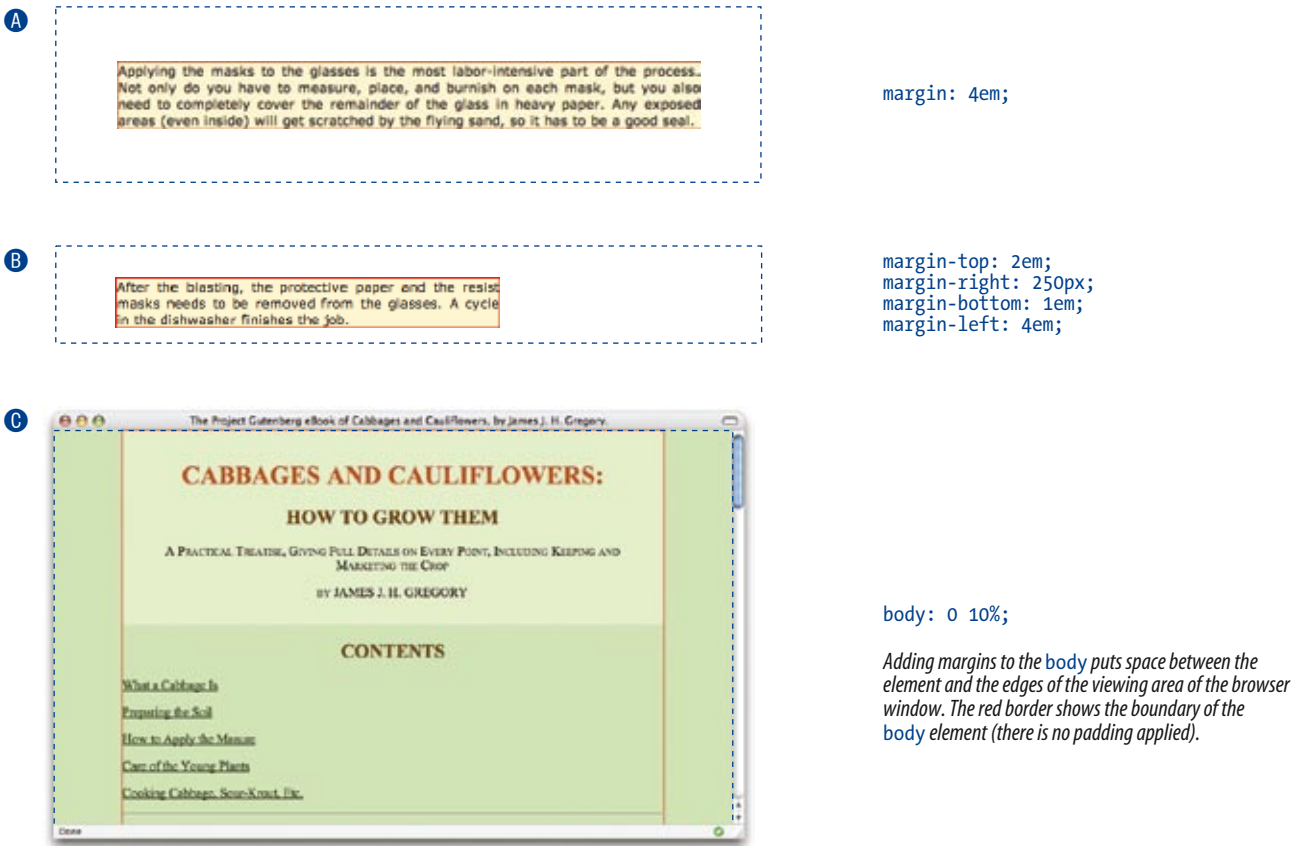 A
Applying the masks to the glasses is the most labor-intensive part of the process..
Not only do you have to measure, place, and burnish on each mask, but you also
need to completely cover the remainder of the glass in heavy paper. Any exposed
areas (even inside) will get scratched by the flying sand, so it has to be a good seal.
margin: 4em;
B
After the blasting, the protective paper and the resist
masks needs to be removed from the glasses. A cycle
in the dishwasher finishes the job.
margin-top: 2em;
margin-right: 250px;
margin-bottom: 1em;
margin-left: 4em;
C
The Project Gutenberg eBook of Cabbages and Cauliflowers, by James J. H. Gregory.
CABBAGES AND CAULIFLOWERS:
HOW TO GROW THEM
A PRACTICAL TREATISE, GIVING FULL DETAILS ON EVERY POINT, INCLUDING KEEPING AND
MARKETING THE CROP
BY JAMES J. H. GREGORY
CONTENTS
What a Cabbage Is
Preparing the Soil
How to Apply the Manure
Care of the Young Plants
Cooking Cabbage, Sour-Krout, Etc.
Done
body: 0 10%;
Adding margins to the body puts space between the
element and the edges of the viewing area of the browser
window. The red border shows the boundary of the
body element (there is no padding applied).